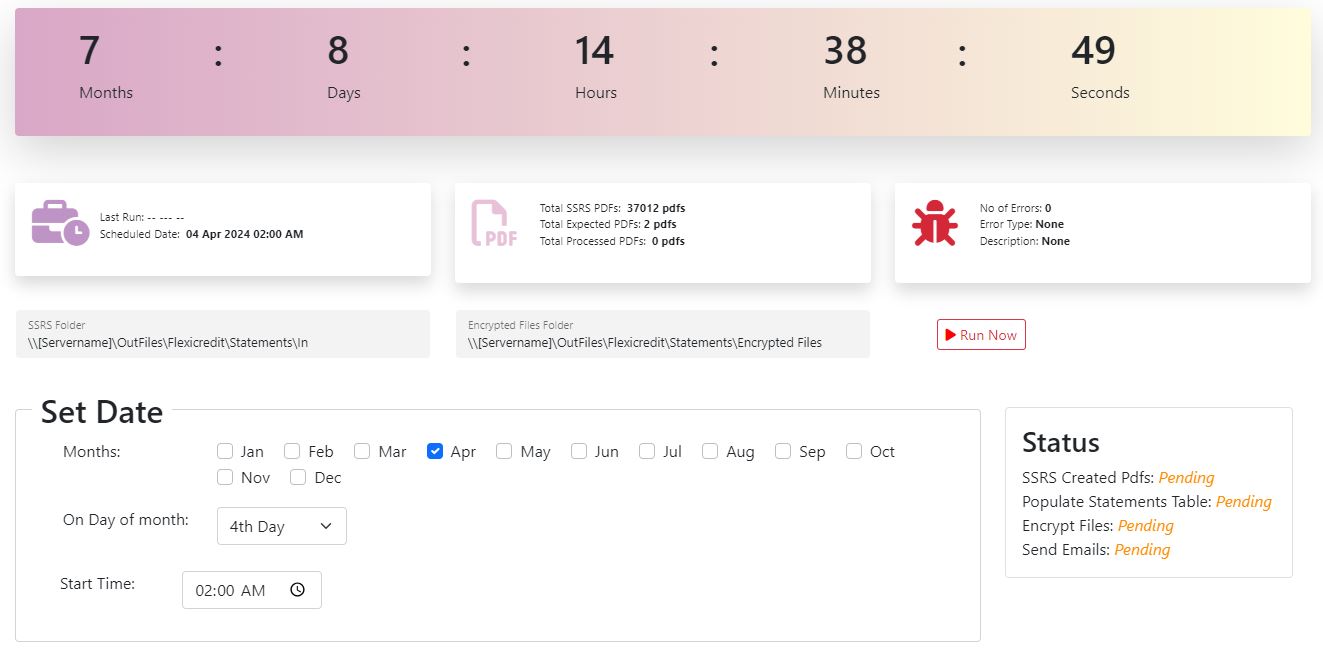 7 : 8 : 14 : 38 : 49
Months Days Hours Minutes Seconds
Last Run: -- --- --
Scheduled Date: 04 Apr 2024 02:00 AM
PDF
Total SSRS PDFs: 37012 pdfs
Total Expected PDFs: 2 pdfs
Total Processed PDFs: 0 pdfs
No of Errors: 0
Error Type: None
Description: None
SSRS Folder
\\[Servername]\OutFiles\Flexicredit\Statements\In
Encrypted Files Folder
\\[Servername]\OutFiles\Flexicredit\Statements\Encrypted Files
Run Now
Set Date
Months: Jan Feb Mar Apr May Jun Jul Aug Sep Oct
Nov Dec
On Day of month: 4th Day
Start Time: 02:00 AM
Status
SSRS Created Pdfs: Pending
Populate Statements Table: Pending
Encrypt Files: Pending
Send Emails: Pending